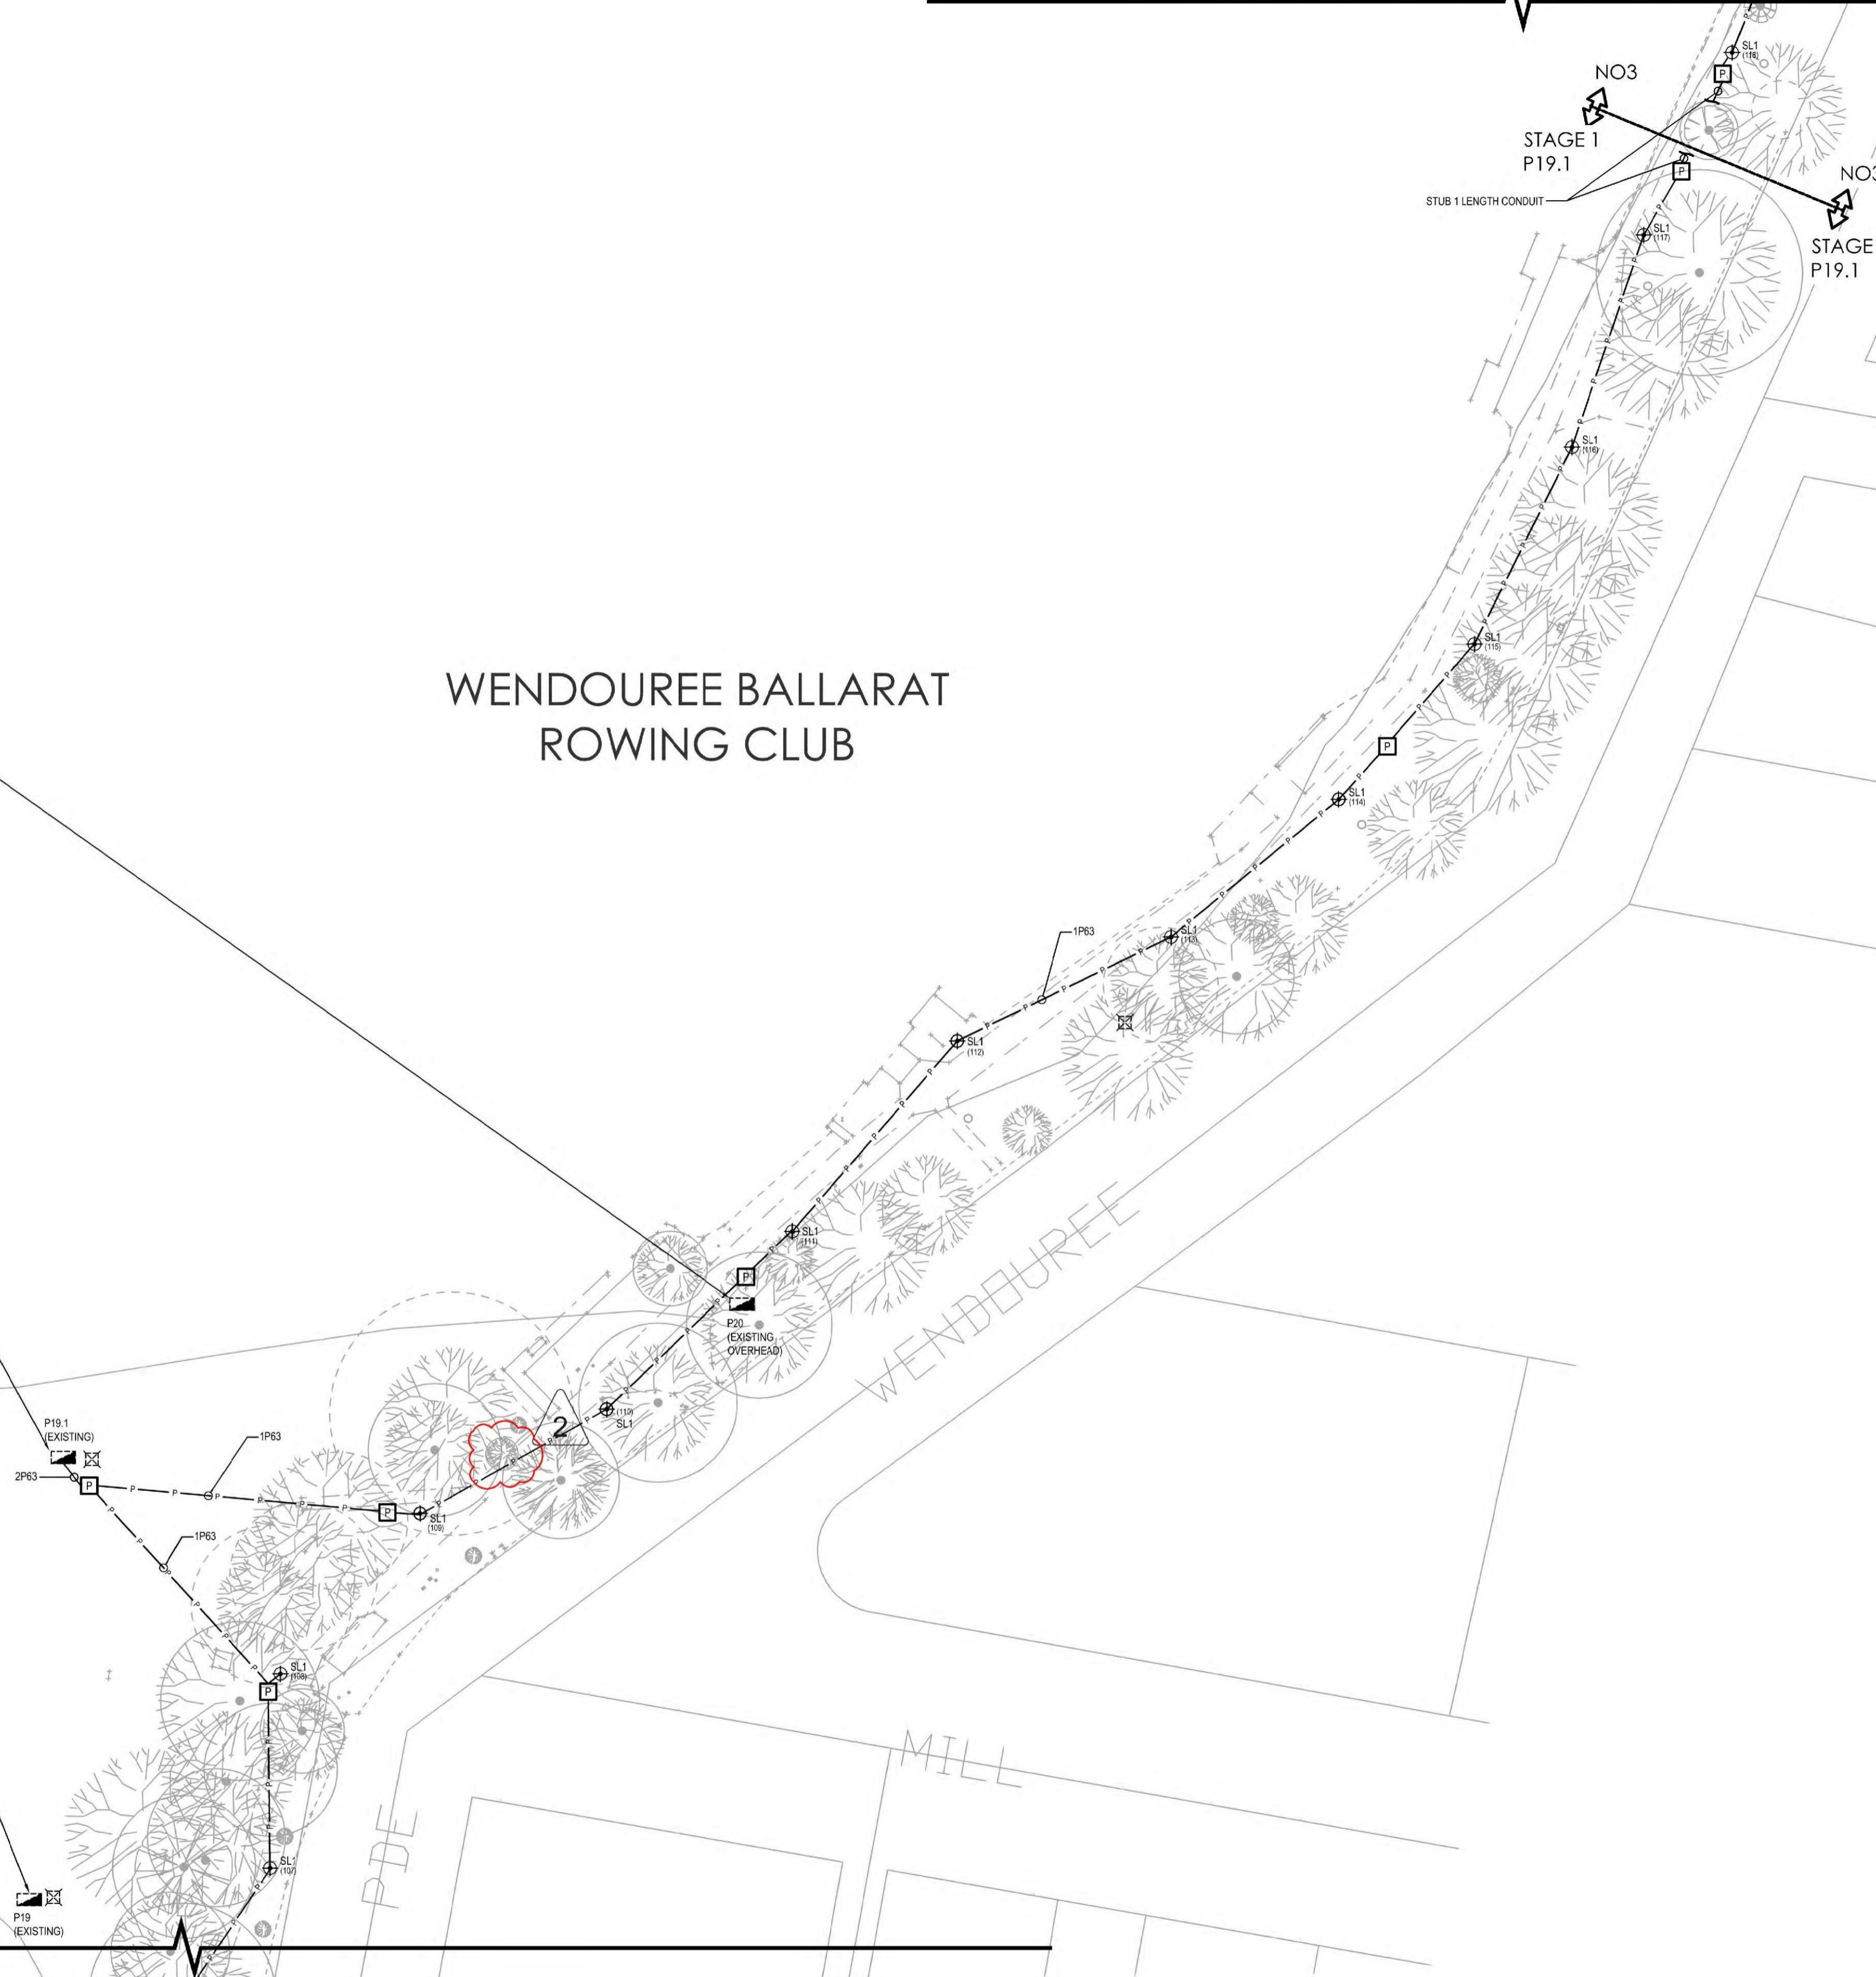 SL1
(118)
P
NO3
STAGE 1
P19.1
P
NO3
STUB 1 LENGTH CONDUIT
SL1
(117)
STAGE
P19.1
SL1
(116)
SL1
(115)
WENDOUREE BALLARAT
ROWING CLUB
P
SL1
(114)
1P63
SL1
(113)
SL1
(112)
WENDOUREE
SL1
(111)
P
P20
(EXISTING
OVERHEAD)
2
(110)
SL1
P19.1
(EXISTING)
1P63
2P63
P
P
SL1
(109)
1P63
SL1
(108)
P
MILL
PDE
SL1
(107)
P19
(EXISTING)